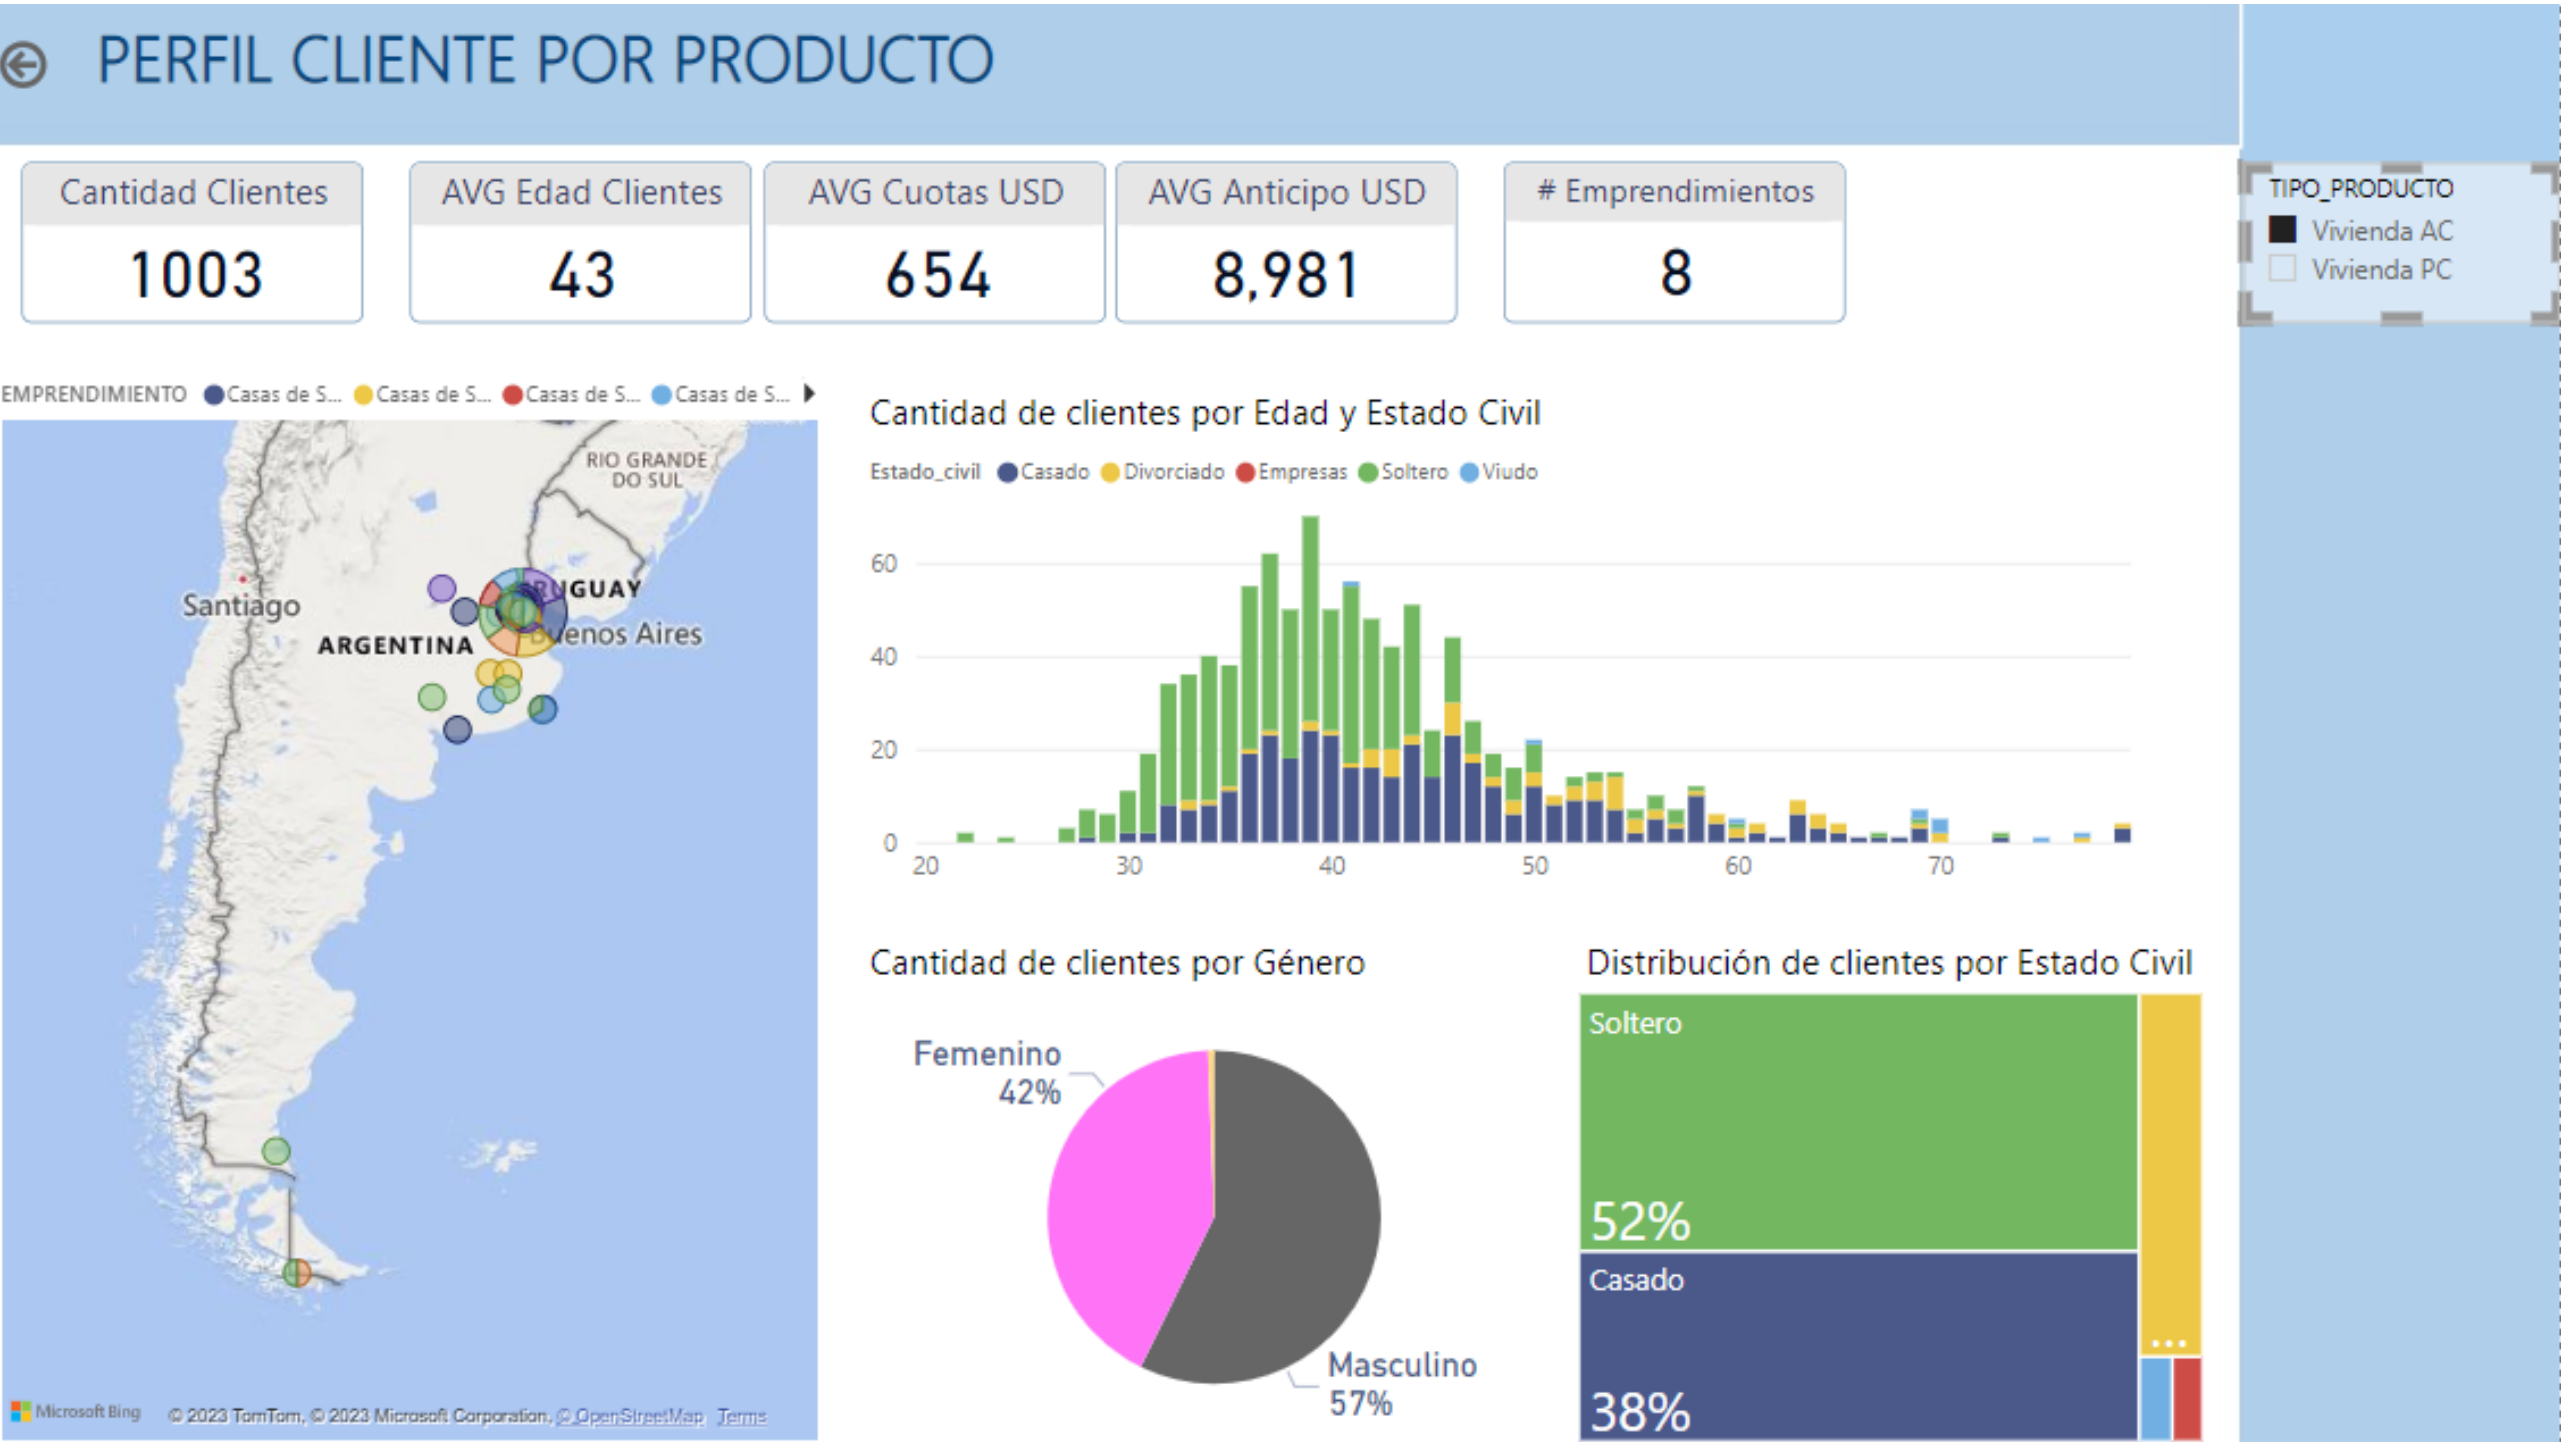 PERFIL CLIENTE POR PRODUCTO
Cantidad Clientes
1003
AVG Edad Clientes
43
AVG Cuotas USD
654
AVG Anticipo USD
8,981
# Emprendimientos
8
TIPO_PRODUCTO
Vivienda AC
Vivienda PC
EMPRENDIMIENTO Casas de S... Casas de S... Casas de S... Casas de S...
RIO GRANDE
DO SUL
Santiago
ARGENTINA
Buenos Aires
Microsoft Bing
© 2023 TomTom, © 2023 Microsoft Corporation, © OpenStreetMap Terms
Cantidad de clientes por Edad y Estado Civil
Estado_civil Casado Divorciado Empresas Soltero Viudo
60
40
20
0
20 30 40 50 60 70
Cantidad de clientes por Género
Femenino
42%
Masculino
57%
Distribución de clientes por Estado Civil
Soltero
52%
Casado
38%
...